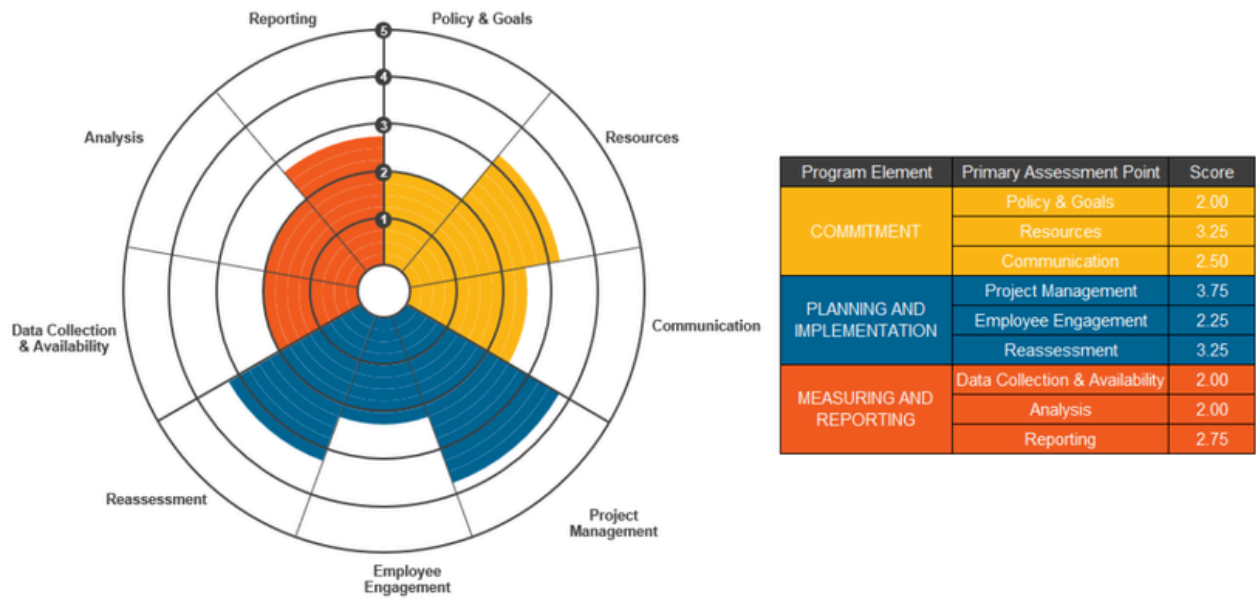 Reporting
Policy & Goals
5
4
3
2
1
Analysis
Resources
Data Collection
& Availability
Communication
Reassessment
Project
Management
Employee
Engagement
Program Element Primary Assessment Point Score
COMMITMENT
Policy & Goals 2.00
Resources 3.25
Communication 2.50
PLANNING AND
IMPLEMENTATION
Project Management 3.75
Employee Engagement 2.25
Reassessment 3.25
MEASURING AND
REPORTING
Data Collection & Availability 2.00
Analysis 2.00
Reporting 2.75